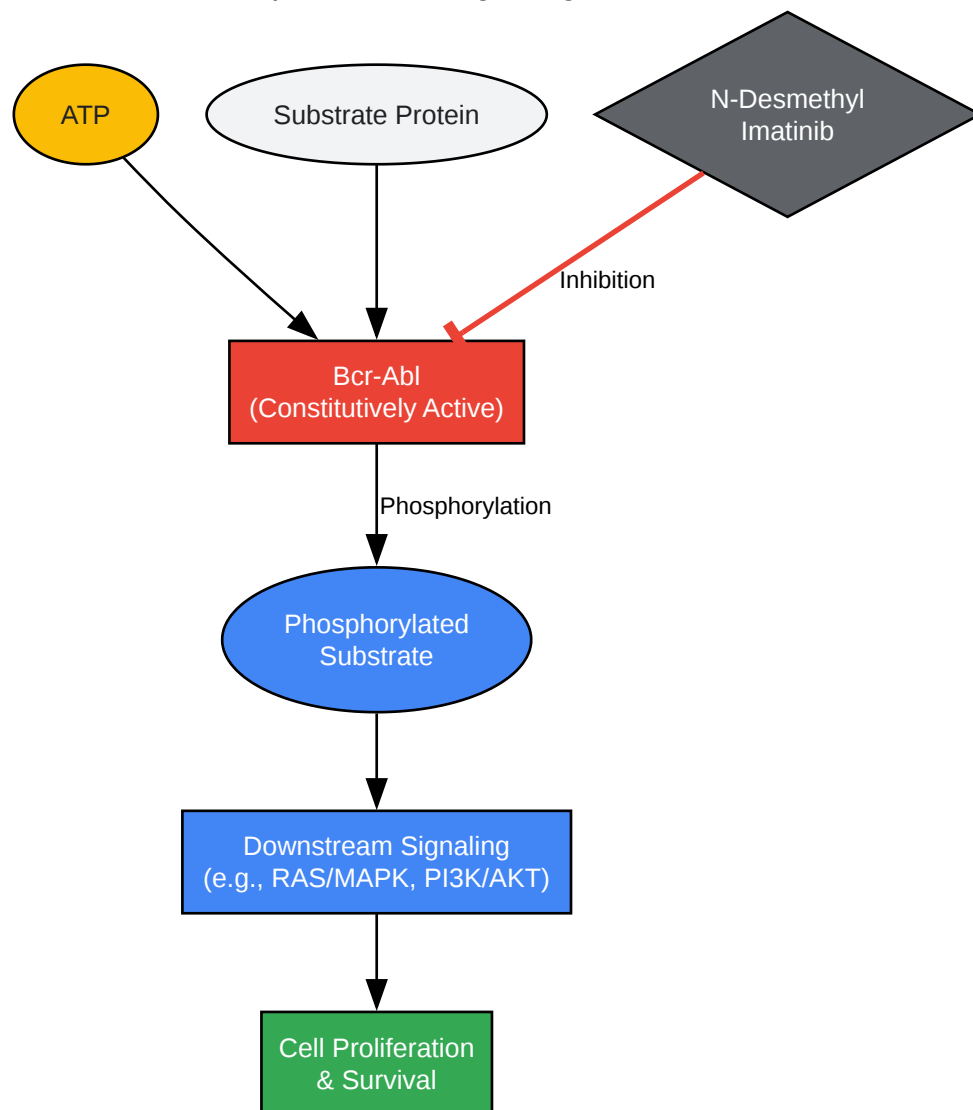 ATP
Substrate Protein
N-Desmethyl
Imatinib
Inhibition
Bcr-Abl
(Constitutively Active)
Phosphorylation
Phosphorylated
Substrate
Downstream Signaling
(e.g., RAS/MAPK, PI3K/AKT)
Cell Proliferation
& Survival